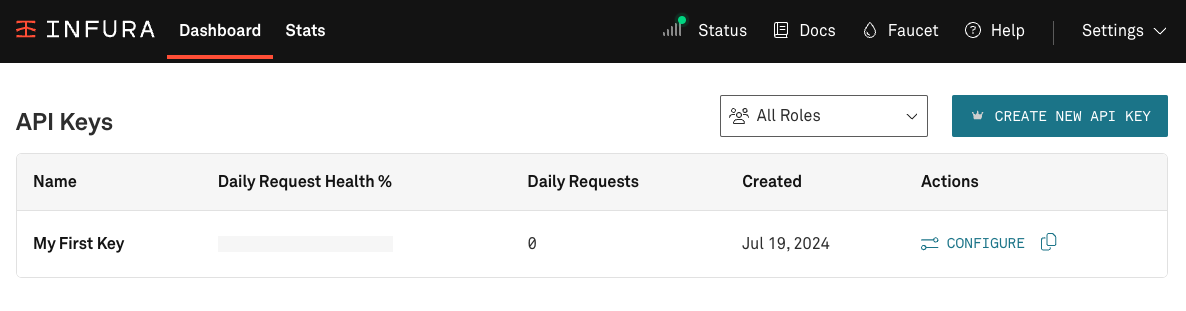 INFURA Dashboard Stats Status Docs Faucet Help Settings
API Keys All Roles CREATE NEW API KEY
Name Daily Request Health % Daily Requests Created Actions
My First Key 0 Jul 19, 2024 CONFIGURE